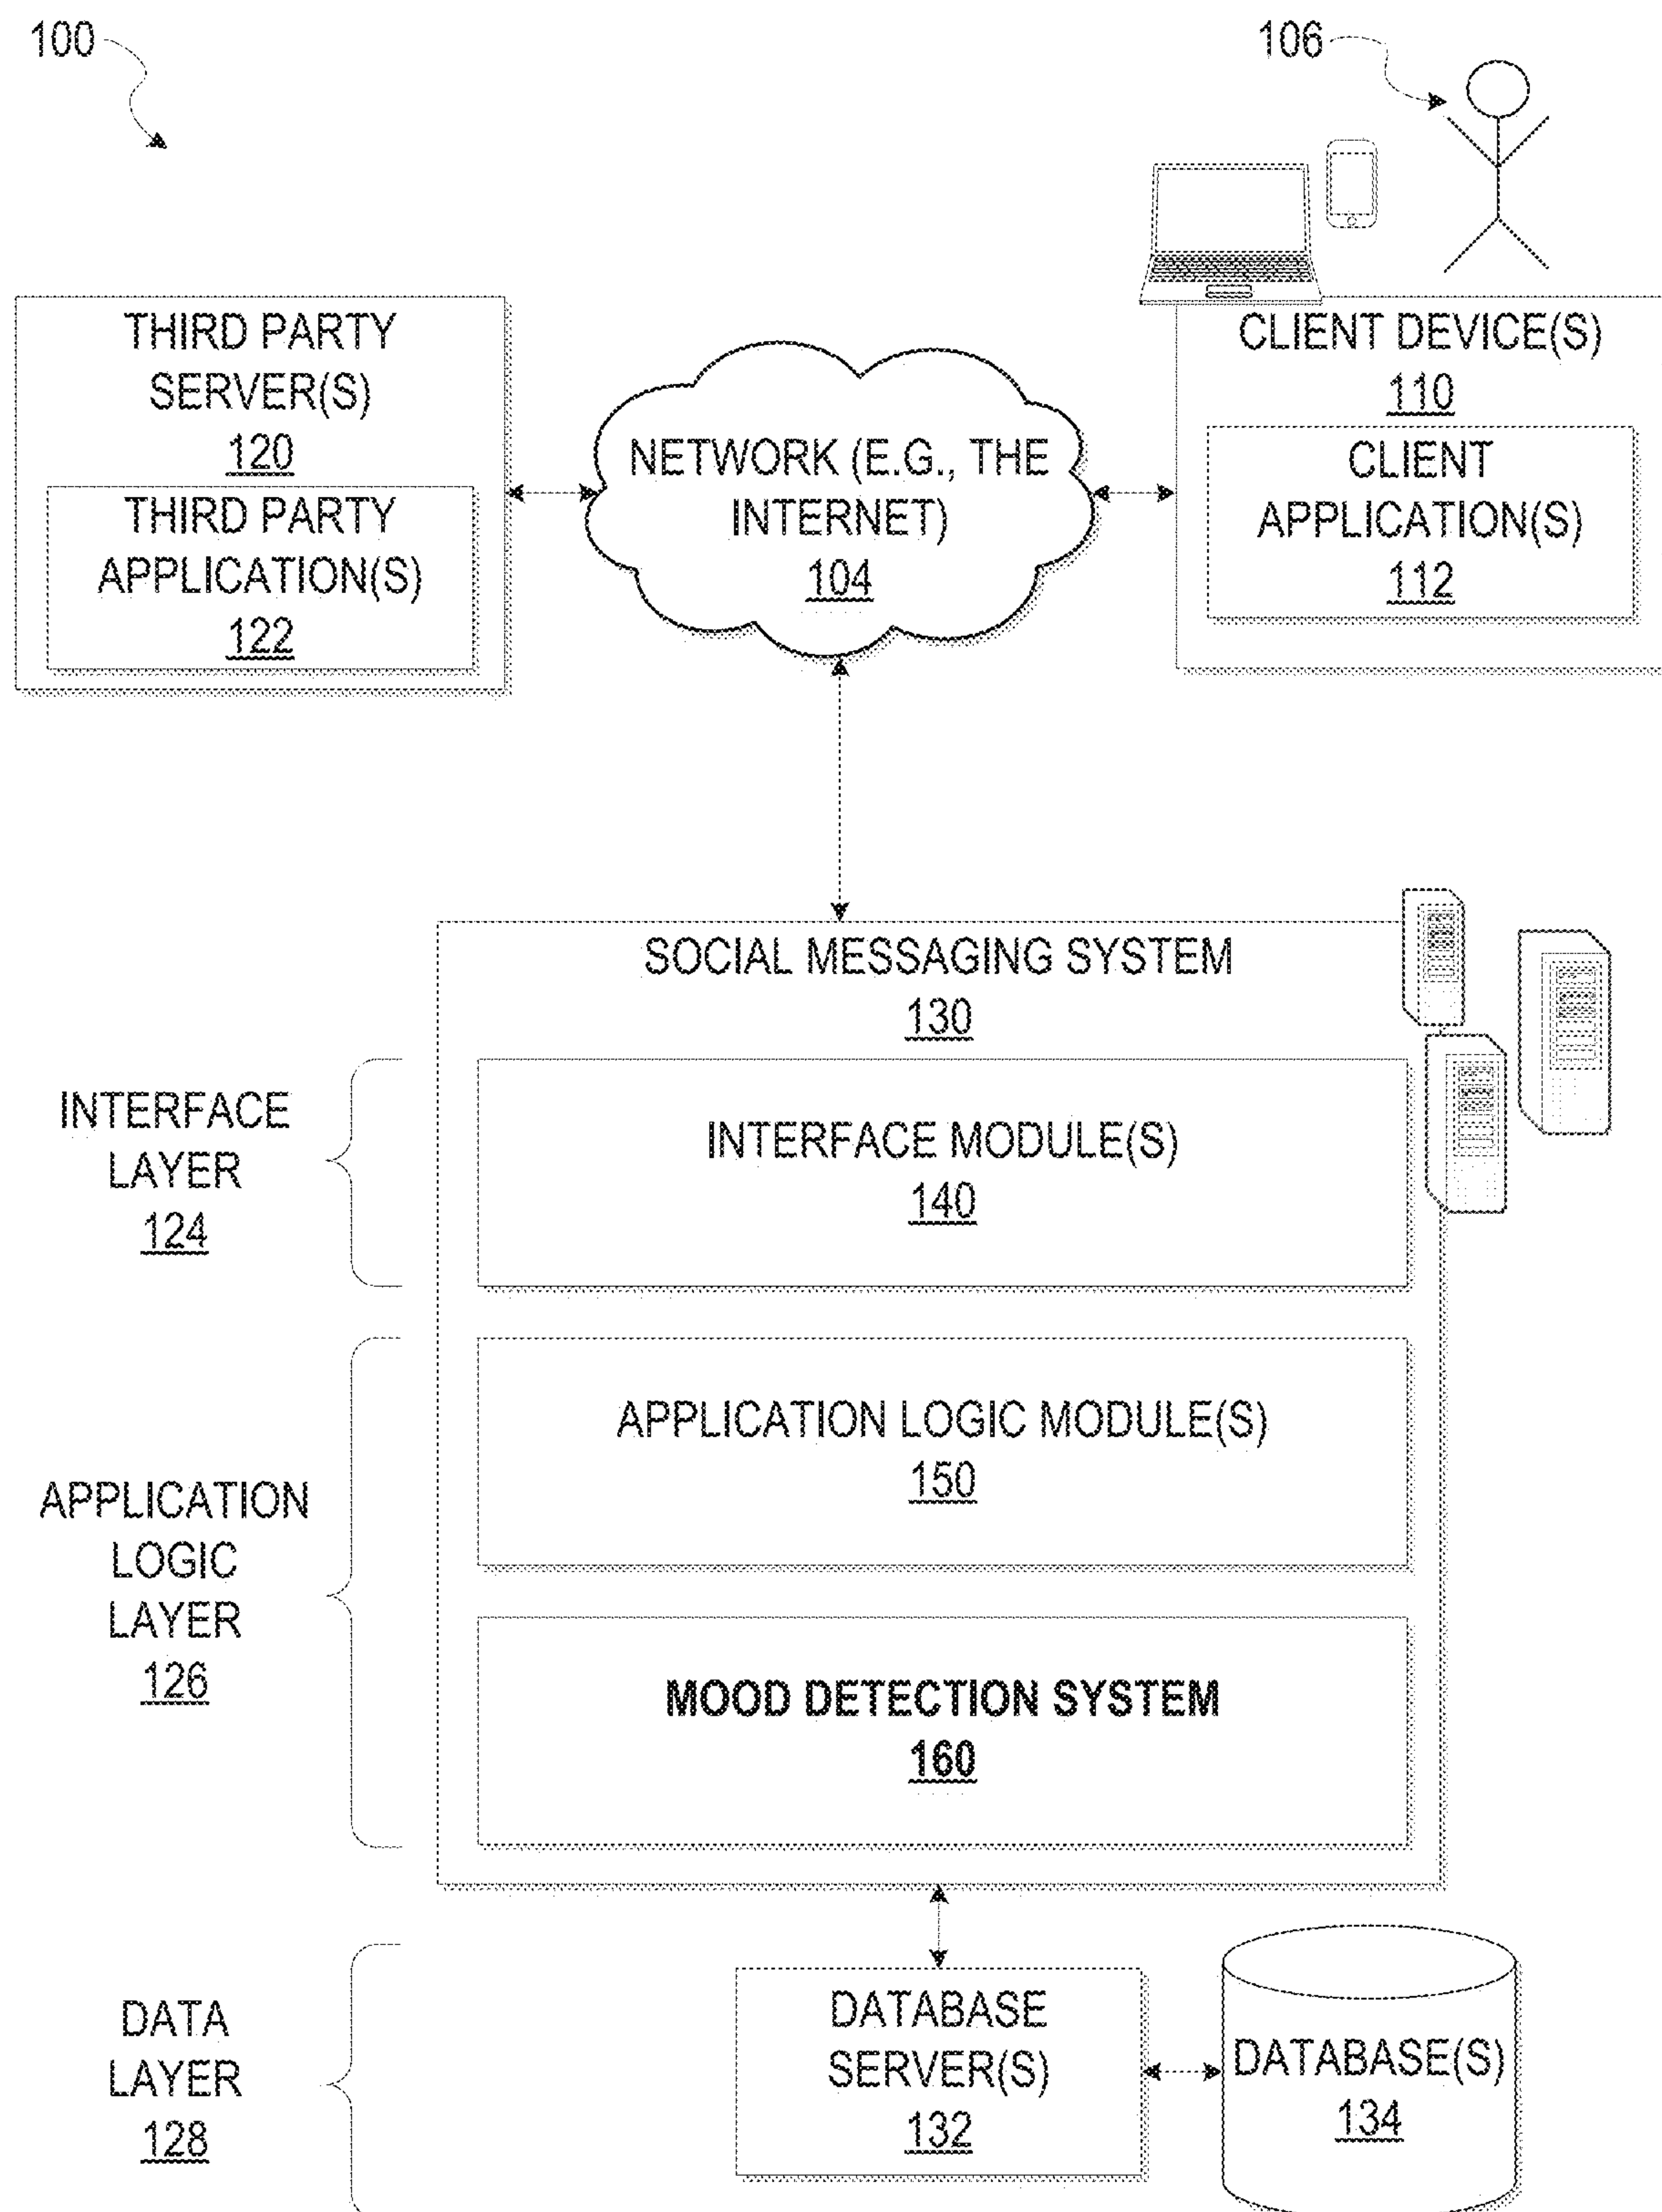 100
106
THIRD PARTY
SERVER(S)
120
THIRD PARTY
APPLICATION(S)
122
NETWORK (E.G., THE
INTERNET)
104
CLIENT DEVICE(S)
110
CLIENT
APPLICATION(S)
112
SOCIAL MESSAGING SYSTEM
130
INTERFACE
LAYER
124
INTERFACE MODULE(S)
140
APPLICATION
LOGIC
LAYER
126
APPLICATION LOGIC MODULE(S)
150
MOOD DETECTION SYSTEM
160
DATA
LAYER
128
DATABASE
SERVER(S)
132
DATABASE(S)
134